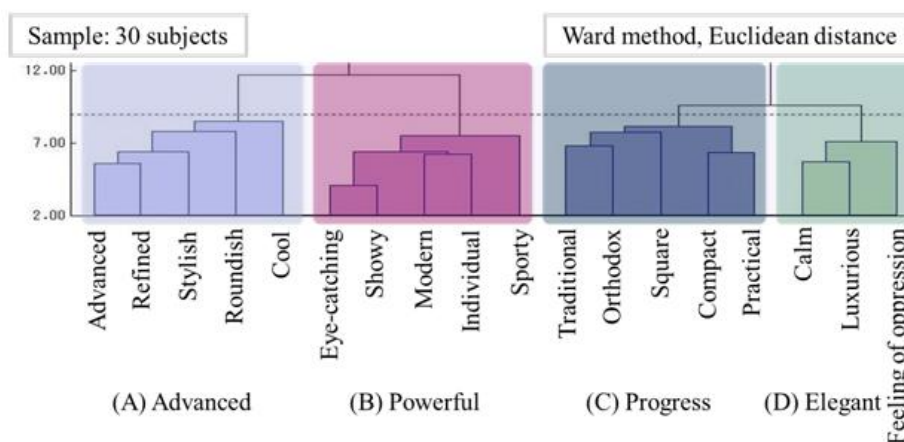 Sample: 30 subjects
Ward method, Euclidean distance
12.00
7.00
2.00
Advanced
Refined
Stylish
Roundish
Cool
Eye-catching
Showy
Modern
Individual
Sporty
Traditional
Orthodox
Square
Compact
Practical
Calm
Luxurious
Feeling of oppression
(A) Advanced
(B) Powerful
(C) Progress
(D) Elegant